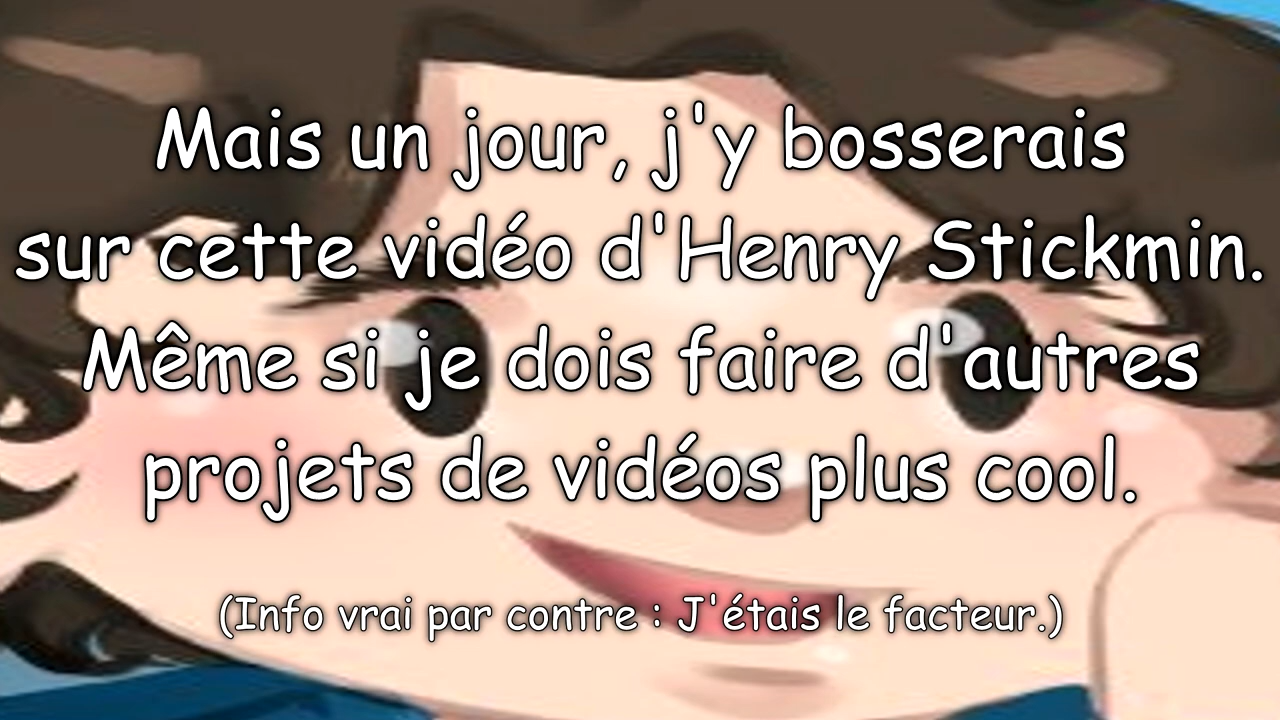 Mais un jour, j'y bosserais
sur cette vidéo d'Henry Stickmin.
Même si je dois faire d'autres
projets de vidéos plus cool.
(Info vrai par contre : J'étais le facteur.)